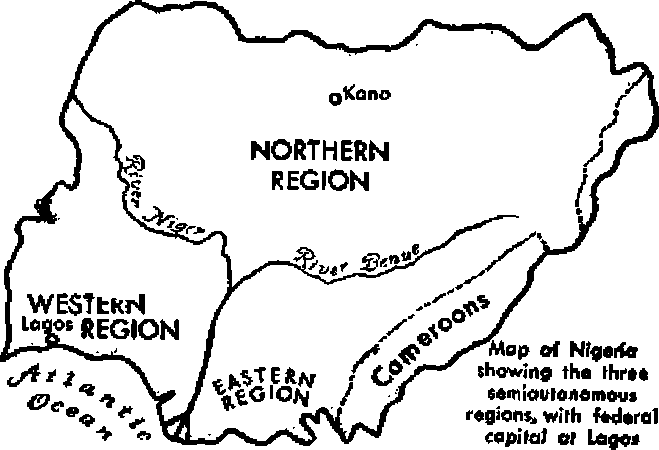 Kano
NORTHERN
REGION
River Niger
River Benue
WESTERN
Lagos REGION
Cameroons
EASTERN
REGION
Atlantic
Ocean
Map of Nigeria
showing the three
semiautonomous
regions, with federal
capital at Lagos